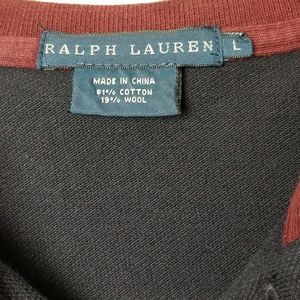 RALPH LAUREN L
MADE IN CHINA
81% COTTON
19% WOOL